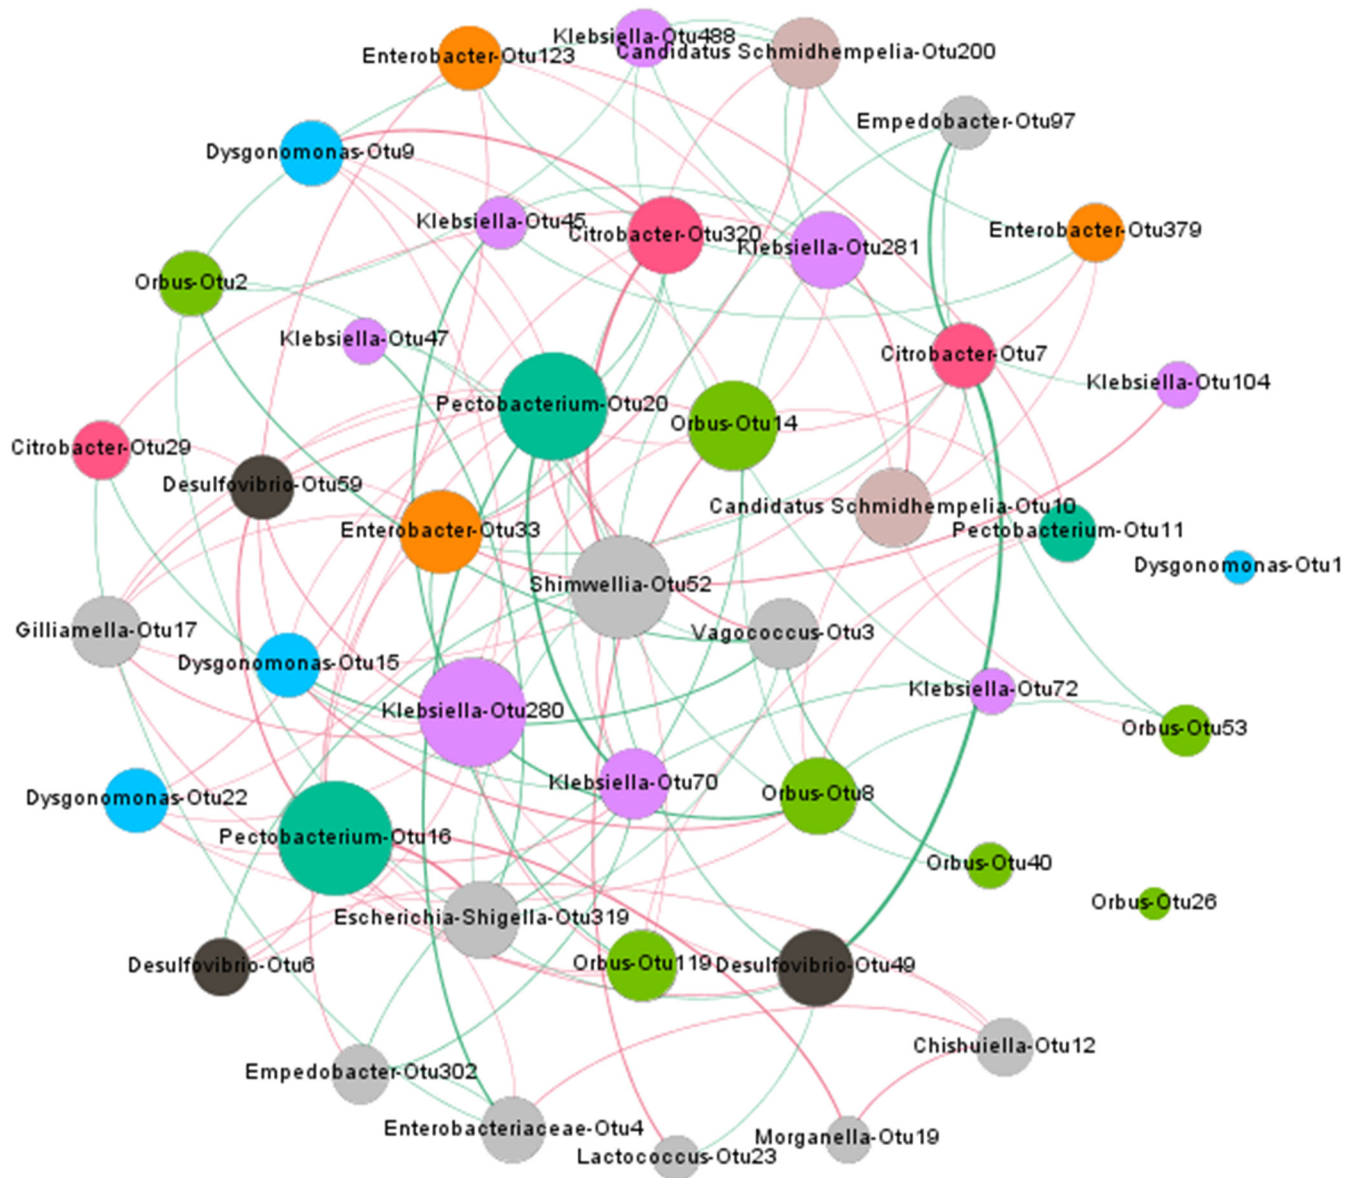 Klebsiella-Otu488
Enterobacter-Otu123
Candidatus Schmidhempelia-Otu200
Empedobacter-Otu97
Dysgonomonas-Otu9
Klebsiella-Otu45
Citrobacter-Otu320
Klebsiella-Otu281
Enterobacter-Otu379
Orbus-Otu2
Klebsiella-Otu47
Citrobacter-Otu7
Klebsiella-Otu104
Pectobacterium-Otu20
Orbus-Otu14
Citrobacter-Otu29
Desulfovibrio-Otu59
Candidatus Schmidhempelia-Otu10
Enterobacter-Otu33
Pectobacterium-Otu11
Dysgonomonas-Otu1
Shimwellia-Otu52
Gilliamella-Otu17
Vagococcus-Otu3
Dysgonomonas-Otu15
Klebsiella-Otu72
Klebsiella-Otu280
Orbus-Otu53
Klebsiella-Otu70
Orbus-Otu8
Dysgonomonas-Otu22
Pectobacterium-Otu16
Orbus-Otu40
Orbus-Otu26
Escherichia-Shigella-Otu319
Desulfovibrio-Otu6
Orbus-Otu119
Desulfovibrio-Otu49
Chishuiella-Otu12
Empedobacter-Otu302
Enterobacteriaceae-Otu4
Morganella-Otu19
Lactococcus-Otu23